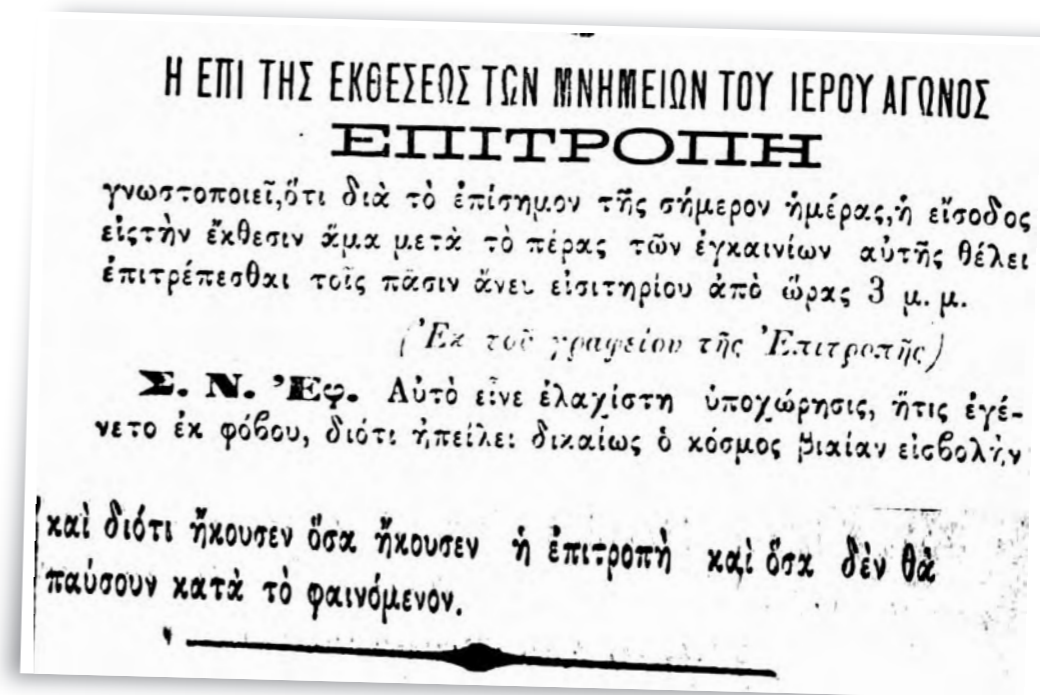 Η ΕΠΙ ΤΗΣ ΕΚΘΕΣΕΩΣ ΤΩΝ ΜΝΗΜΕΙΩΝ ΤΟΥ ΙΕΡΟΥ ΑΓΩΝΟΣ
ΕΠΙΤΡΟΠΗ
γνωστοποιεῖ,ὅτι διὰ τὸ ἐπίσημον τῆς σήμερον ἡμέρας,ἡ εἴσοδος
εἰςτὴν ἔκθεσιν ἅμα μετὰ τὸ πέρας τῶν ἐγκαινίων αὐτῆς θέλει
ἐπιτρέπεσθαι τοῖς πᾶσιν ἄνευ εἰσιτηρίου ἀπὸ ὥρας 3 μ. μ.
(Ἐκ τοῦ γραφείου τῆς Ἐπιτροπῆς)
Σ. Ν. Ἐφ. Αὐτὸ εἶνε ἐλαχίστη ὑποχώρησις, ἥτις ἐγέ-
νετο ἐκ φόβου, διότι ἠπείλει δικαίως ὁ κόσμος βιαίαν εἰσβολὴν
καὶ διότι ἤκουσεν ὅσα ἤκουσεν ἡ ἐπιτροπὴ καὶ ὅσα δὲν θὰ
παύσουν κατὰ τὸ φαινόμενον.